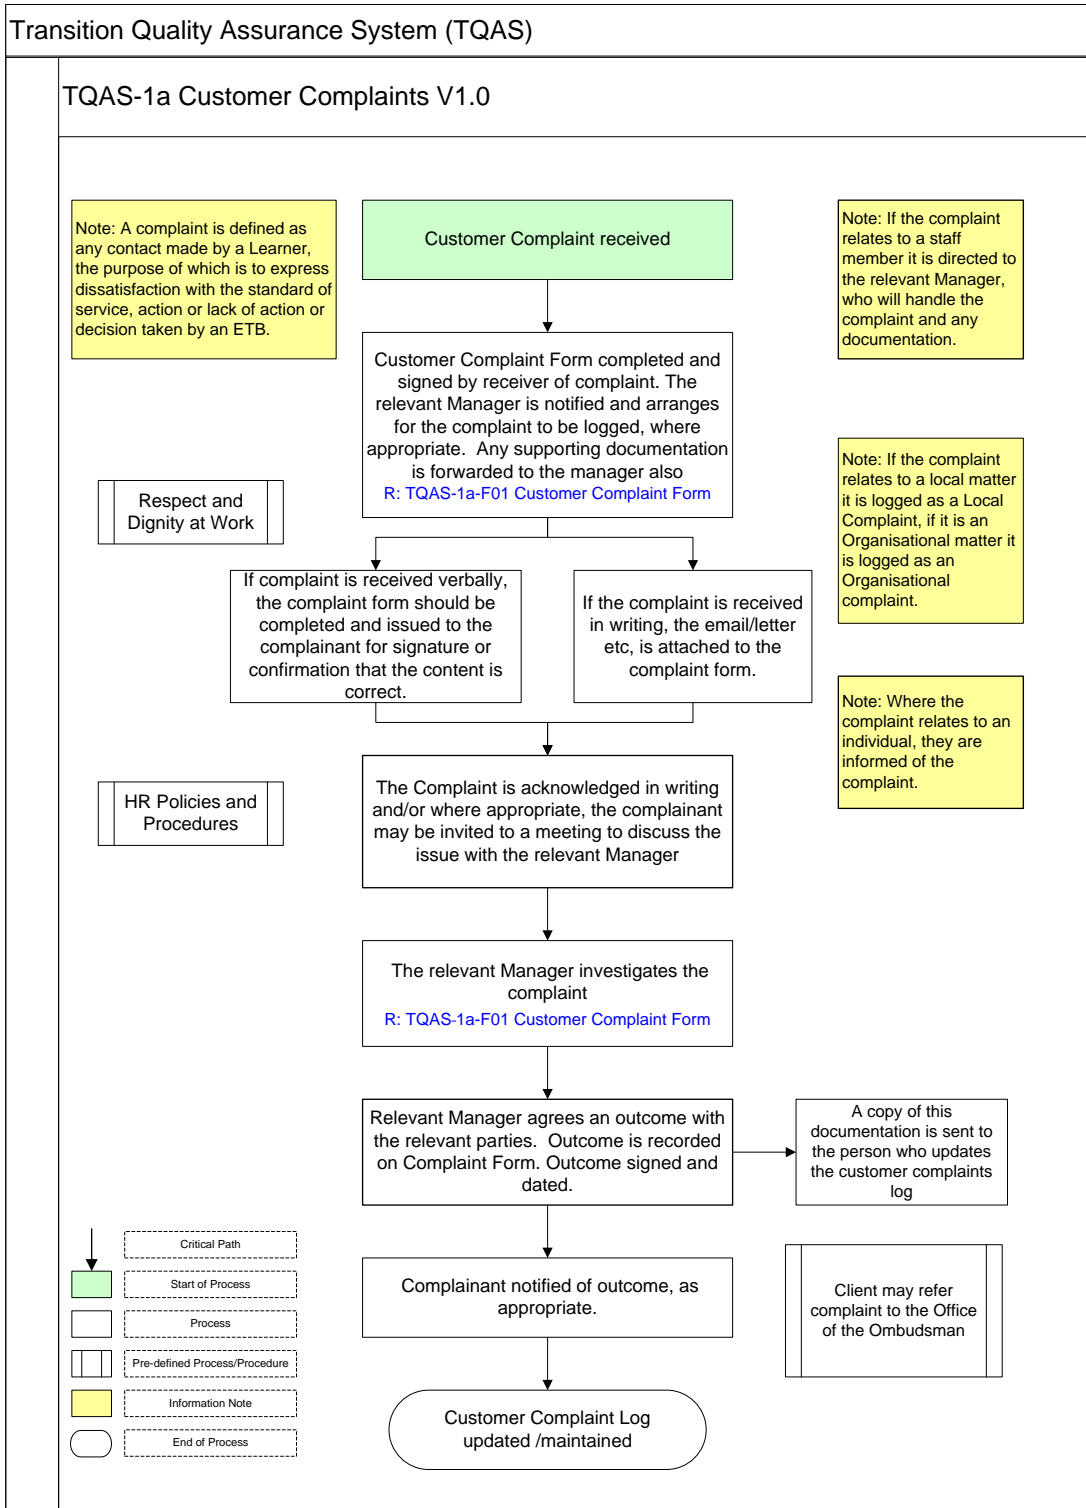 Transition Quality Assurance System (TQAS)
TQAS-1a Customer Complaints V1.0
Note: A complaint is defined as
any contact made by a Learner,
the purpose of which is to express
dissatisfaction with the standard of
service, action or lack of action or
decision taken by an ETB.
Customer Complaint received
Note: If the complaint
relates to a staff
member it is directed to
the relevant Manager,
who will handle the
complaint and any
documentation.
Customer Complaint Form completed and
signed by receiver of complaint. The
relevant Manager is notified and arranges
for the complaint to be logged, where
appropriate.  Any supporting documentation
is forwarded to the manager also
R: TQAS-1a-F01 Customer Complaint Form
Note: If the complaint
relates to a local matter
it is logged as a Local
Complaint, if it is an
Organisational matter it
is logged as an
Organisational
complaint.
Respect and
Dignity at Work
If complaint is received verbally,
the complaint form should be
completed and issued to the
complainant for signature or
confirmation that the content is
correct.
If the complaint is received
in writing, the email/letter
etc, is attached to the
complaint form.
Note: Where the
complaint relates to an
individual, they are
informed of the
complaint.
HR Policies and
Procedures
The Complaint is acknowledged in writing
and/or where appropriate, the complainant
may be invited to a meeting to discuss the
issue with the relevant Manager
The relevant Manager investigates the
complaint
R: TQAS-1a-F01 Customer Complaint Form
Relevant Manager agrees an outcome with
the relevant parties.  Outcome is recorded
on Complaint Form. Outcome signed and
dated.
A copy of this
documentation is sent to
the person who updates
the customer complaints
log
Complainant notified of outcome, as
appropriate.
Client may refer
complaint to the Office
of the Ombudsman
Customer Complaint Log
updated /maintained
Critical Path
Start of Process
Process
Pre-defined Process/Procedure
Information Note
End of Process